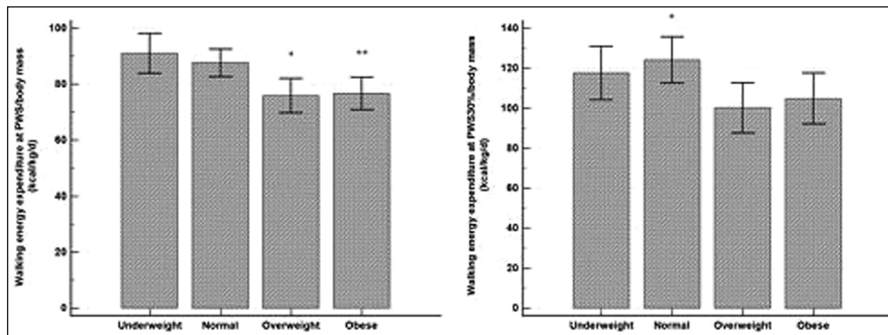 Walking energy expenditure at PWS/body mass
(kcal/kg/d)
100
80
60
40
20
0
*
**
Underweight
Normal
Overweight
Obese
Walking energy expenditure at PWS30%/body mass
(kcal/kg/d)
140
120
100
80
60
40
20
0
*
Underweight
Normal
Overweight
Obese